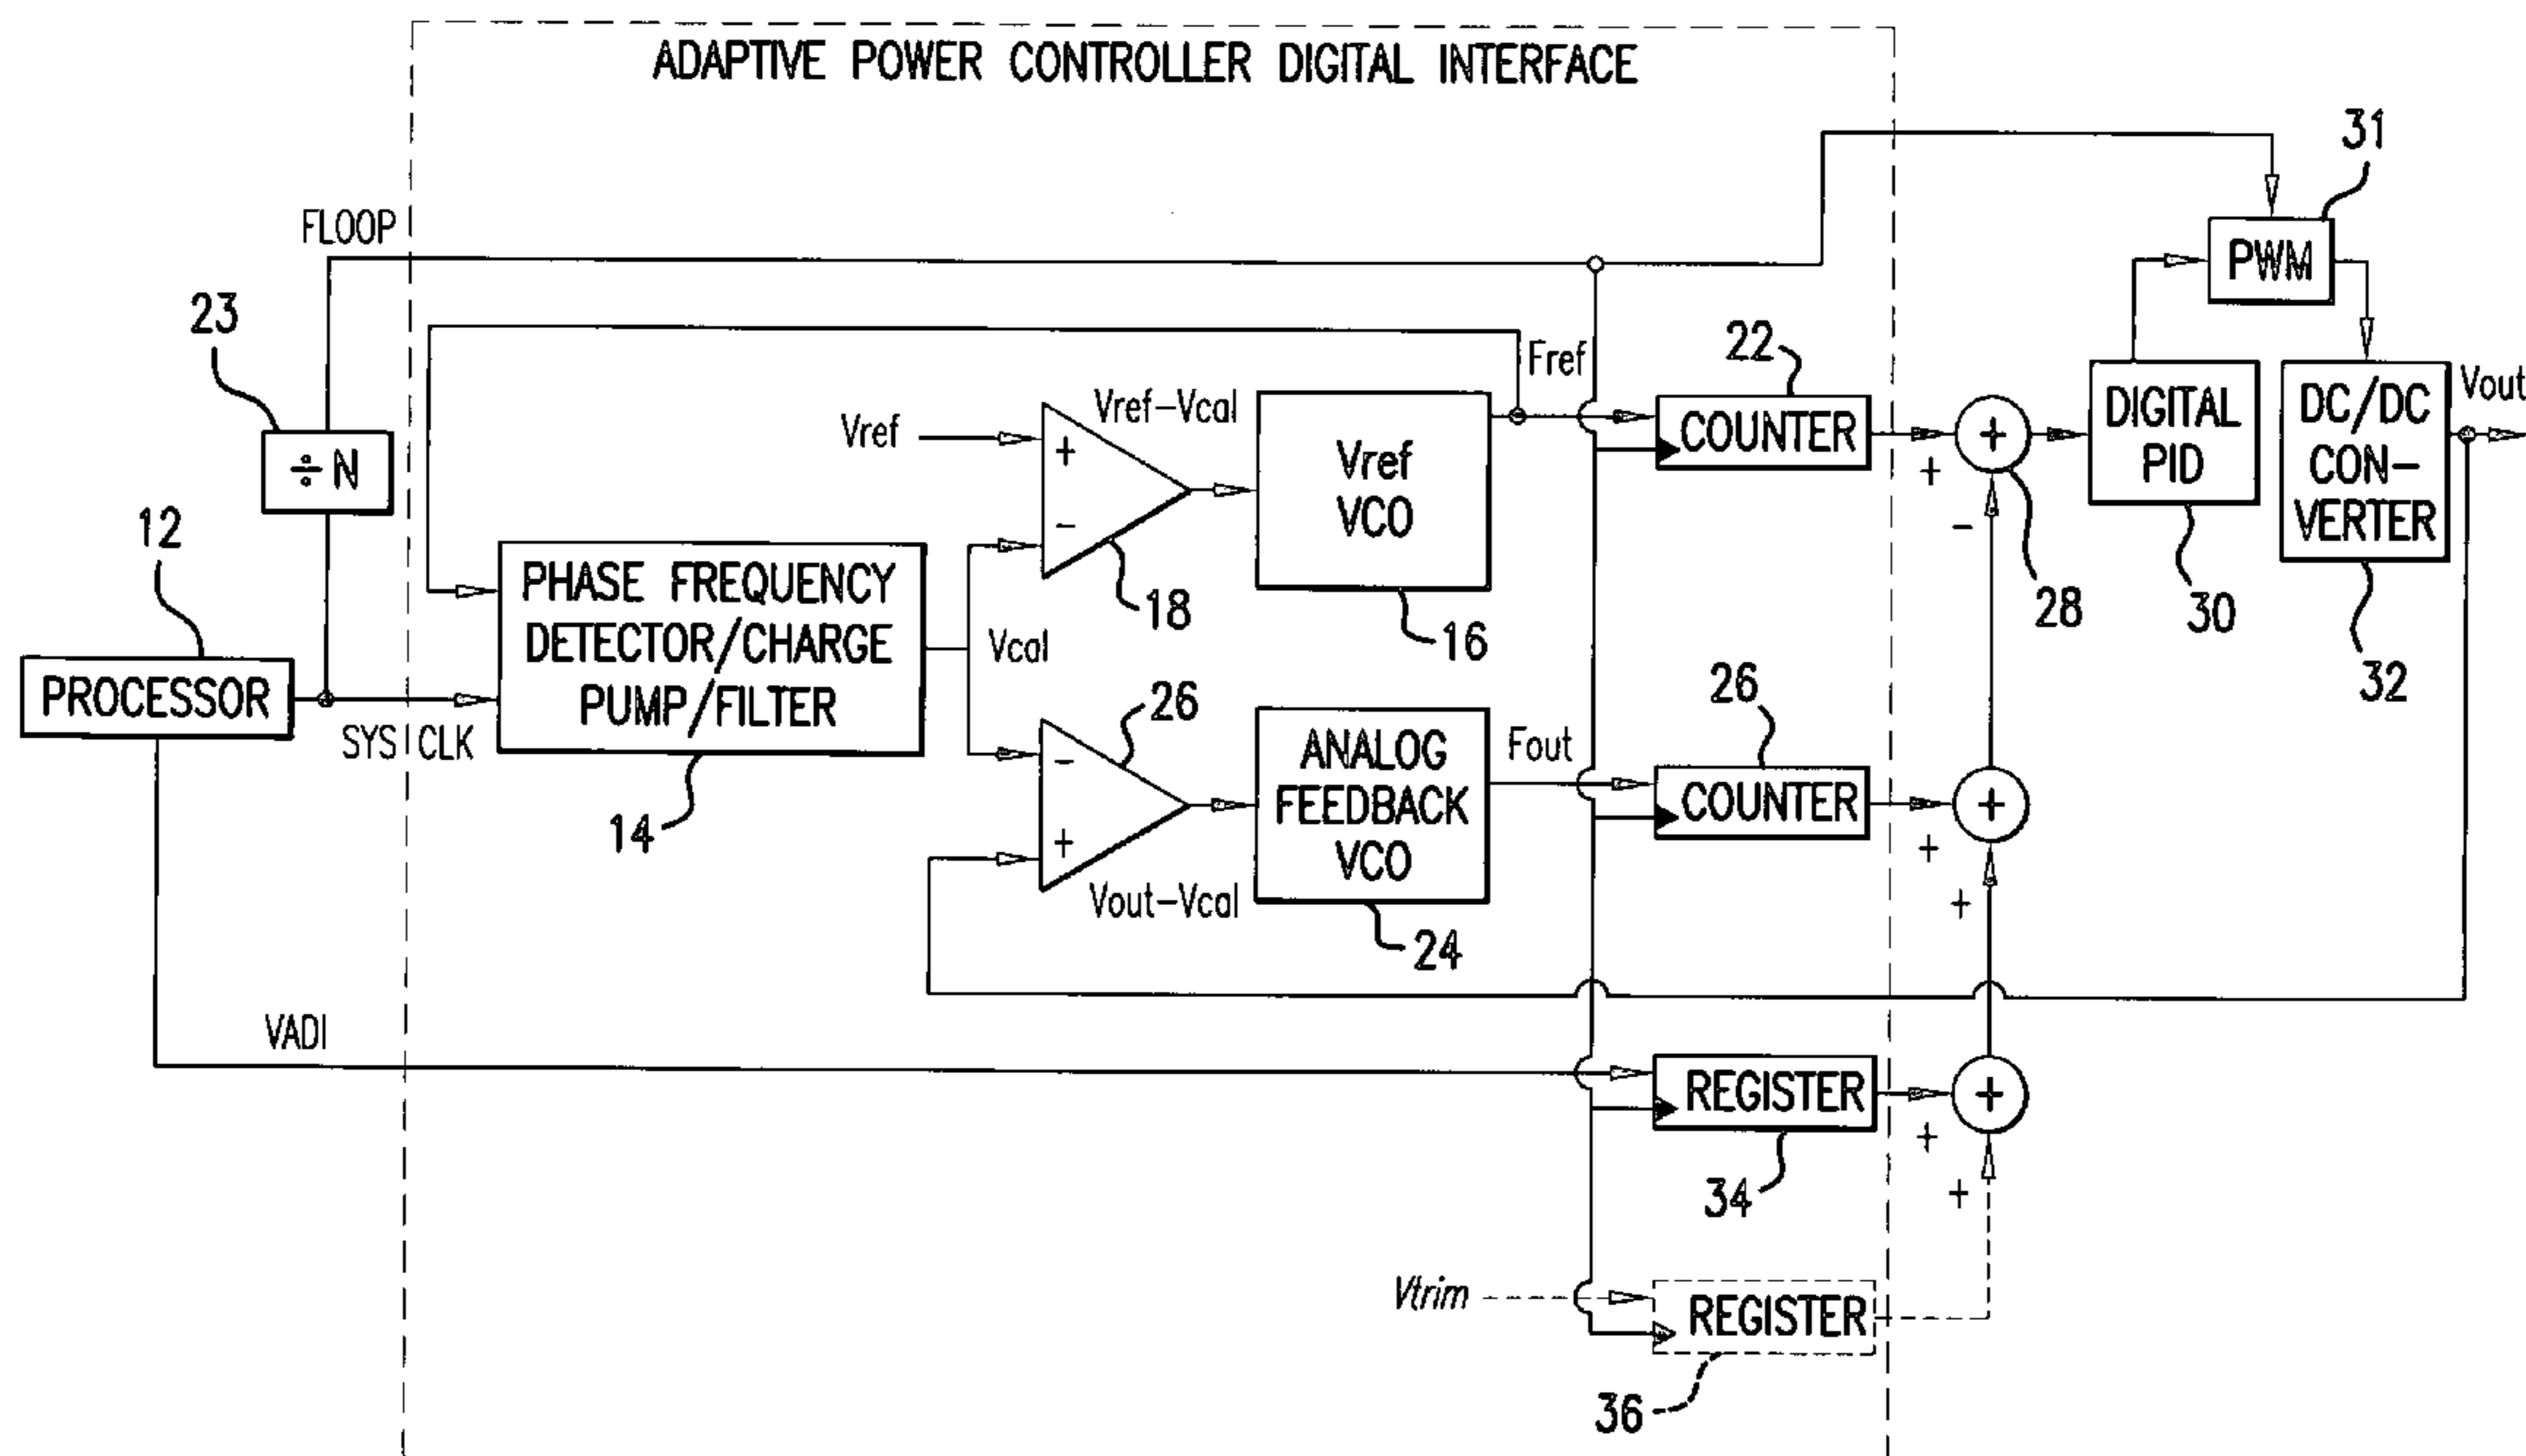 ADAPTIVE POWER CONTROLLER DIGITAL INTERFACE
31
PWM
FLOOP
23
÷N
Fref
22
COUNTER
+
-
+
28
DIGITAL
PID
30
DC/DC
CON-
VERTER
32
Vout
Vref
Vref-Vcal
+
-
18
Vref
VCO
16
12
PROCESSOR
SYS CLK
PHASE FREQUENCY
DETECTOR/CHARGE
PUMP/FILTER
14
Vcal
26
-
+
Vout-Vcal
ANALOG
FEEDBACK
VCO
24
Fout
26
COUNTER
+
+
+
VADI
REGISTER
34
+
+
+
Vtrim
REGISTER
36